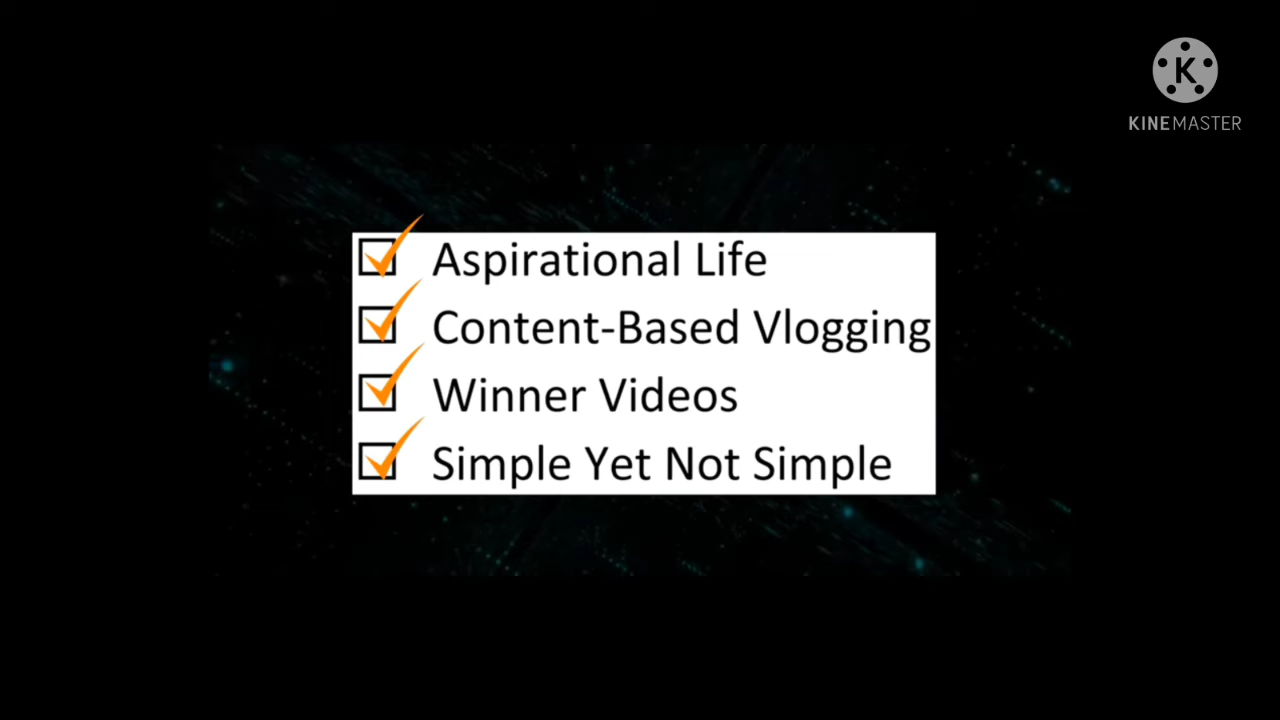 K
KINEMASTER
Aspirational Life
Content-Based Vlogging
Winner Videos
Simple Yet Not Simple